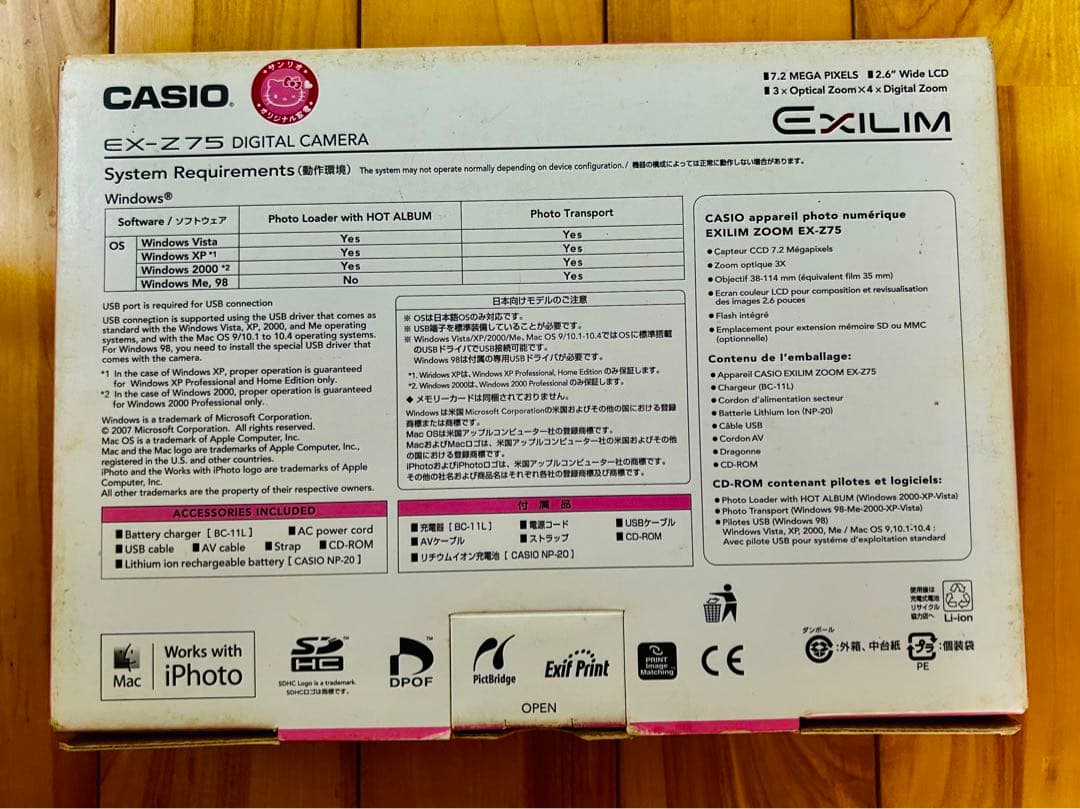 CASIO®
サンリオ
オリジナル家電
7.2 MEGA PIXELS ■ 2.6" Wide LCD
■ 3× Optical Zoom×4× Digital Zoom
EXILIM
EX-Z75 DIGITAL CAMERA
System Requirements（動作環境） The system may not operate normally depending on device configuration. / 機器の構成によっては正常に動作しない場合があります。
Windows®
Software / ソフトウェア Photo Loader with HOT ALBUM Photo Transport
OS Windows Vista Yes Yes
Windows XP *1 Yes Yes
Windows 2000 *2 Yes Yes
Windows Me, 98 No Yes
USB port is required for USB connection
USB connection is supported using the USB driver that comes as
standard with the Windows Vista, XP, 2000, and Me operating
systems, and with the Mac OS 9/10.1 to 10.4 operating systems.
For Windows 98, you need to install the special USB driver that
comes with the camera.
*1 In the case of Windows XP, proper operation is guaranteed
for Windows XP Professional and Home Edition only.
*2 In the case of Windows 2000, proper operation is guaranteed
for Windows 2000 Professional only.
Windows is a trademark of Microsoft Corporation.
© 2007 Microsoft Corporation. All rights reserved.
Mac OS is a trademark of Apple Computer, Inc.
Mac and the Mac logo are trademarks of Apple Computer, Inc.,
registered in the U.S. and other countries.
iPhoto and the Works with iPhoto logo are trademarks of Apple
Computer, Inc.
All other trademarks are the property of their respective owners.
日本向けモデルのご注意
※ OSは日本語OSのみ対応です。
※ USB端子を標準装備していることが必要です。
※ Windows Vista/XP/2000/Me、Mac OS 9/10.1-10.4ではOSに標準搭載
のUSBドライバでUSB接続可能です。
Windows 98は付属の専用USBドライバが必要です。
*1. Windows XPは、Windows XP Professional, Home Edition のみ保証します。
*2. Windows 2000は、Windows 2000 Professional のみ保証します。
◆ メモリーカードは同梱されておりません。
Windows は米国 Microsoft Corporationの米国およびその他の国における登録
商標または商標です。
Mac OSは米国アップルコンピューター社の登録商標です。
MacおよびMacロゴは、米国アップルコンピューター社の米国およびその他
の国における登録商標です。
iPhotoおよびiPhotoロゴは、米国アップルコンピューター社の商標です。
その他の社名および商品名はそれぞれ各社の登録商標及び商標です。
CASIO appareil photo numérique
EXILIM ZOOM EX-Z75
● Capteur CCD 7.2 Mégapixels
● Zoom optique 3X
● Objectif 38-114 mm (équivalent film 35 mm)
● Ecran couleur LCD pour composition et revisualisation
des images 2.6 pouces
● Flash intégré
● Emplacement pour extension mémoire SD ou MMC
(optionnelle)
Contenu de l'emballage:
● Appareil CASIO EXILIM ZOOM EX-Z75
● Chargeur (BC-11L)
● Cordon d'alimentation secteur
● Batterie Lithium Ion (NP-20)
● Câble USB
● Cordon AV
● Dragonne
● CD-ROM
CD-ROM contenant pilotes et logiciels:
● Photo Loader with HOT ALBUM (Windows 2000-XP-Vista)
● Photo Transport (Windows 98-Me-2000-XP-Vista)
● Pilotes USB (Windows 98)
Windows Vista, XP, 2000, Me / Mac OS 9,10.1-10.4 :
Avec pilote USB pour système d'exploitation standard
ACCESSORIES INCLUDED
■ Battery charger [ BC-11L ] ■ AC power cord
■ USB cable ■ AV cable ■ Strap ■ CD-ROM
■ Lithium ion rechargeable battery [ CASIO NP-20 ]
付 属 品
■ 充電器 [ BC-11L ] ■ 電源コード ■ USBケーブル
■ AVケーブル ■ ストラップ ■ CD-ROM
■ リチウムイオン充電池 [ CASIO NP-20 ]
Mac
Works with
iPhoto
SD HC ™
SDHC Logo is a trademark.
SDHCロゴは商標です。
DPOF ™
PictBridge
Exif Print
OPEN
PRINT
Image
Matching
CE
使用後は
充電式電池
リサイクル
協力店へ
Li-ion
ダンボール
:外箱、中台紙
プラ
:個装袋
PE